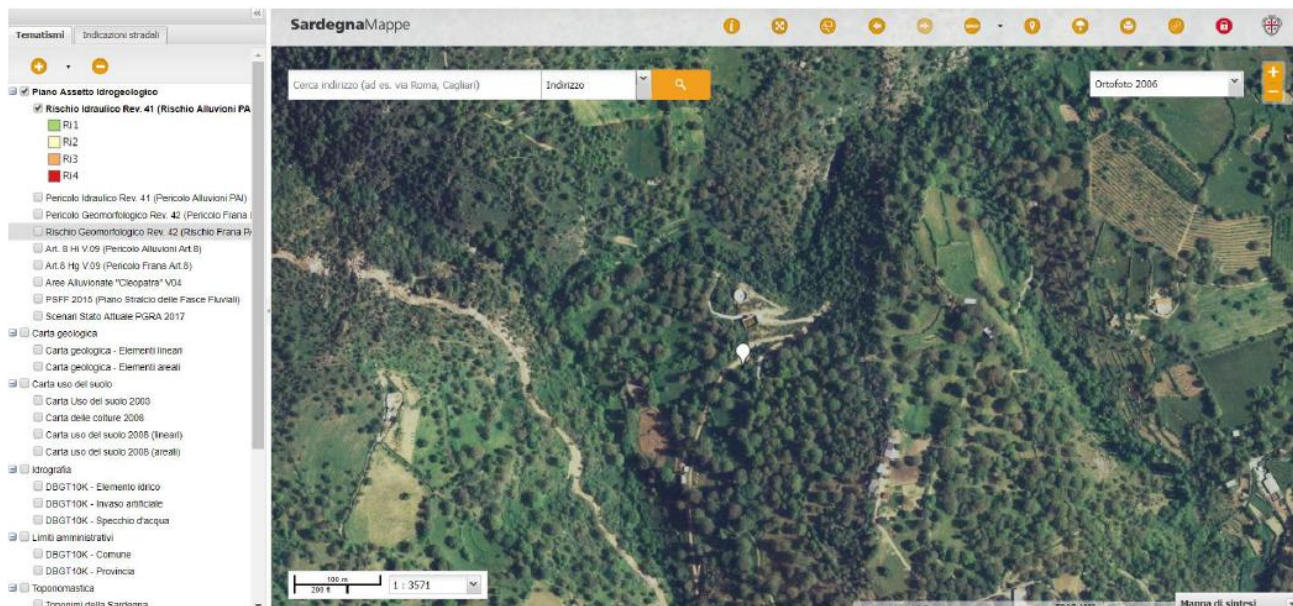 SardegnaMappe
Tematismi
Indicazioni stradali
Cerca indirizzo (ad es. via Roma, Cagliari)
Indirizzo
Ortofoto 2006
Piano Assetto Idrogeologico
Rischio Idraulico Rev. 41 (Rischio Alluvioni PA
Ri1
Ri2
Ri3
Ri4
Pericolo Idraulico Rev. 41 (Pericolo Alluvioni PAI)
Pericolo Geomorfologico Rev. 42 (Pericolo Frana
Rischio Geomorfologico Rev. 42 (Rischio Frana P
Art. 8 Hi V.09 (Pericolo Alluvioni Art.8)
Art.8 Hg V.09 (Pericolo Frana Art.8)
Aree Alluvionate "Cleopatra" V04
PSFF 2015 (Piano Stralcio delle Fasce Fluviali)
Scenari Stato Attuale PGRA 2017
Carta geologica
Carta geologica - Elementi lineari
Carta geologica - Elementi areali
Carta uso del suolo
Carta Uso del suolo 2003
Carta delle colture 2008
Carta uso del suolo 2008 (lineari)
Carta uso del suolo 2008 (areali)
Idrografia
DBGT10K - Elemento idrico
DBGT10K - Invaso artificiale
DBGT10K - Specchio d'acqua
Limiti amministrativi
DBGT10K - Comune
DBGT10K - Provincia
Toponomastica
Toponimi della Sardegna
100 m
200 ft
1 : 3571
Mappa di sintesi